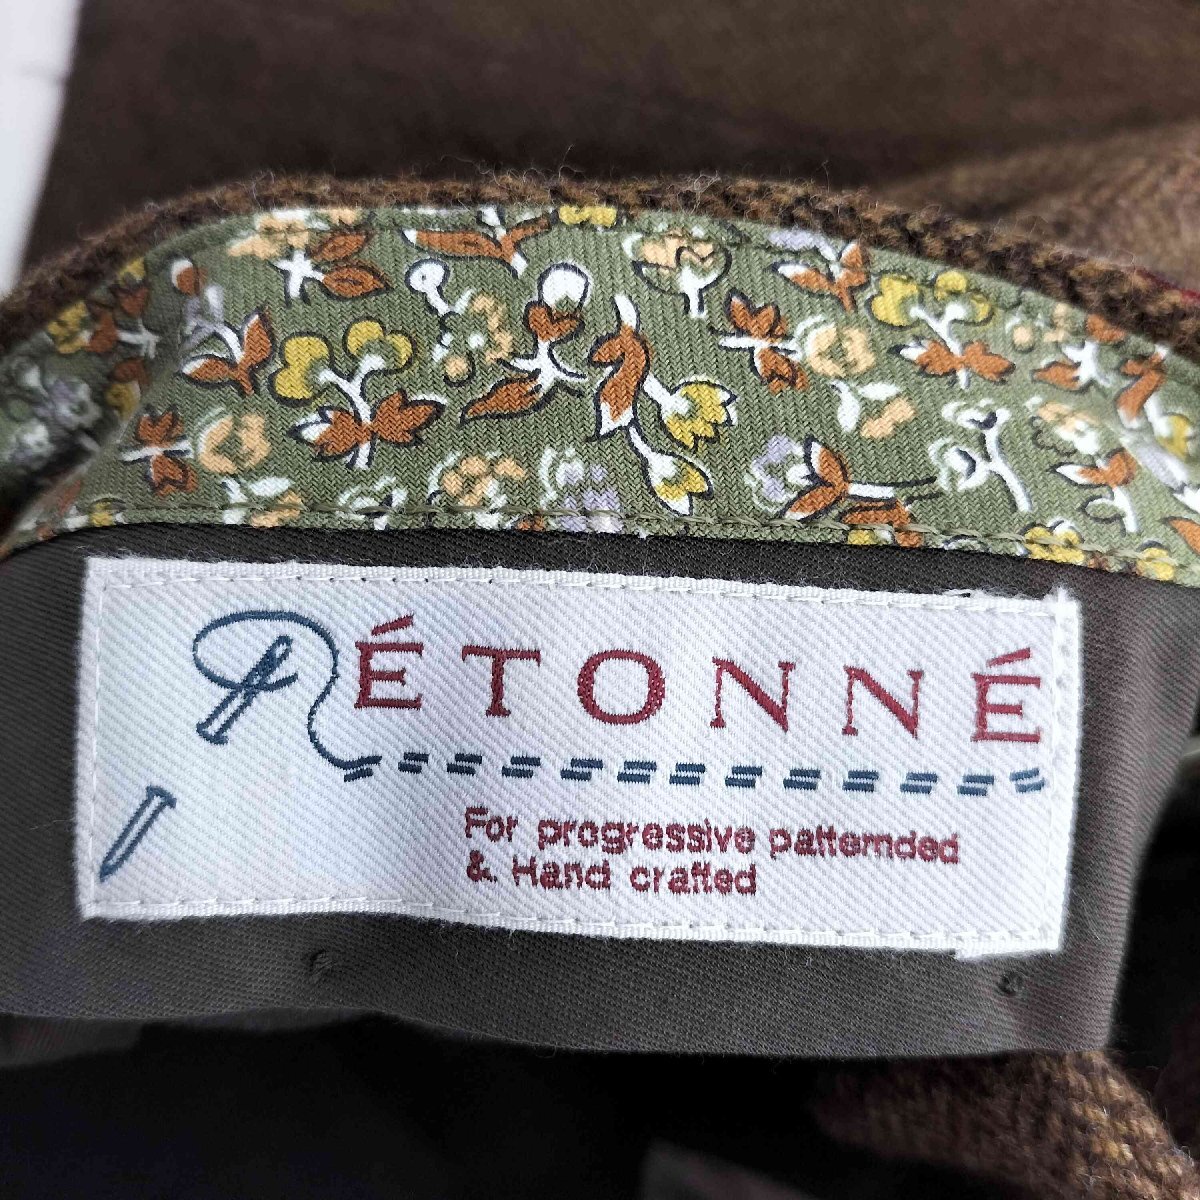 RÉTONNÉ
For progressive patternded
& Hand crafted